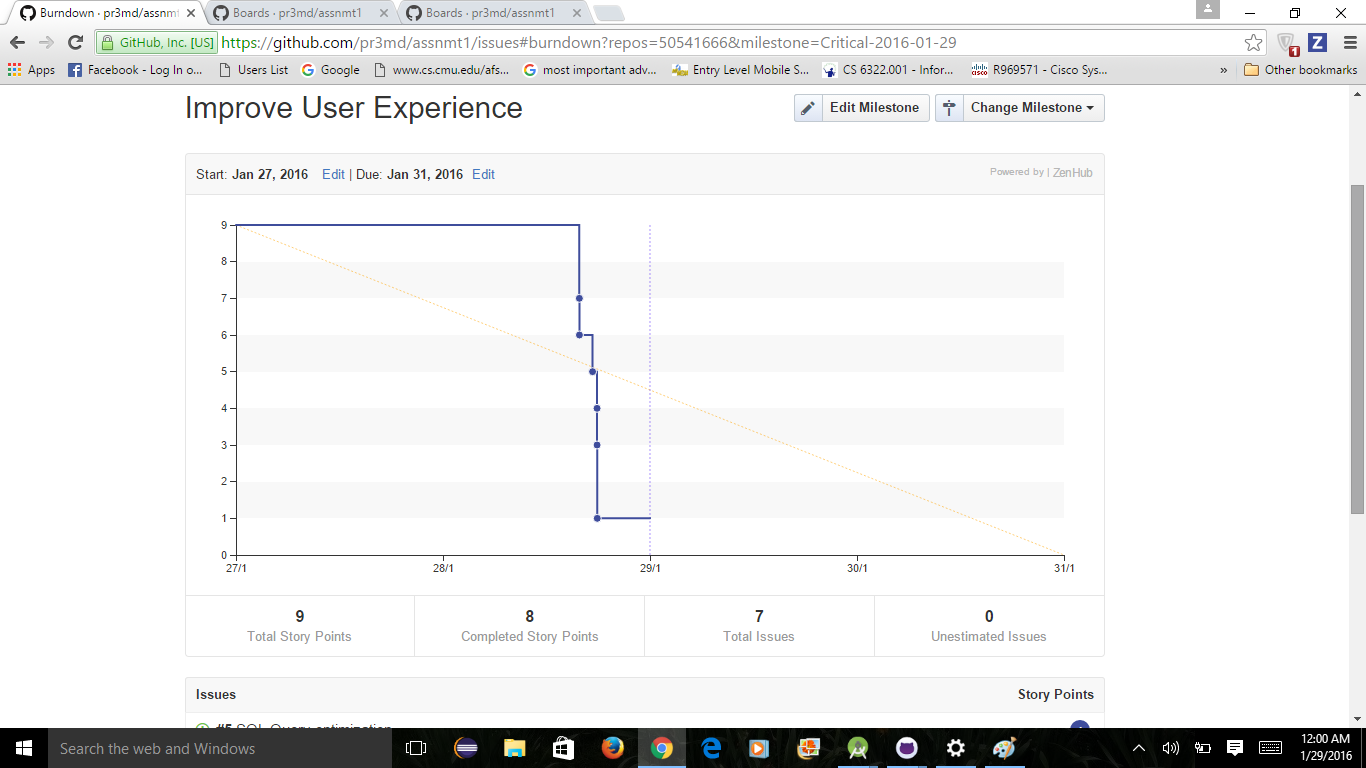 Burndown · pr3md/assnmt
Boards · pr3md/assnmt1
Boards · pr3md/assnmt1
GitHub, Inc. [US]
https://github.com/pr3md/assnmt1/issues#burndown?repos=50541666&milestone=Critical-2016-01-29
Z
1
Apps
Facebook - Log In o...
Users List
Google
www.cs.cmu.edu/afs...
most important adv...
Entry Level Mobile S...
CS 6322.001 - Infor...
R969571 - Cisco Sys...
»
Other bookmarks
Improve User Experience
Edit Milestone
Change Milestone
Start: Jan 27, 2016 Edit | Due: Jan 31, 2016 Edit
Powered by | ZenHub
9
8
7
6
5
4
3
2
1
0
27/1 28/1 29/1 30/1 31/1
9 8 7 0
Total Story Points Completed Story Points Total Issues Unestimated Issues
Issues Story Points
#5 SQL Query optimization
Search the web and Windows
12:00 AM
1/29/2016